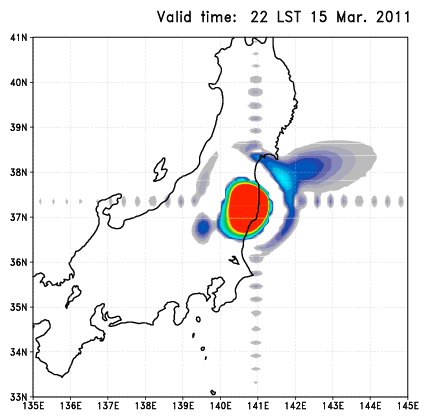 Valid time: 22 LST 15 Mar. 2011
41N
40N
39N
38N
37N
36N
35N
34N
33N
135E 136E 137E 138E 139E 140E 141E 142E 143E 144E 145E